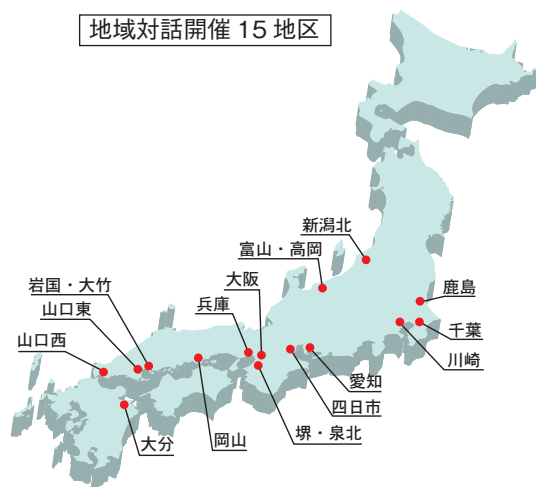 地域対話開催 15 地区
新潟北
富山・高岡
岩国・大竹
大阪
鹿島
山口東
兵庫
千葉
山口西
川崎
愛知
四日市
大分
岡山
堺・泉北